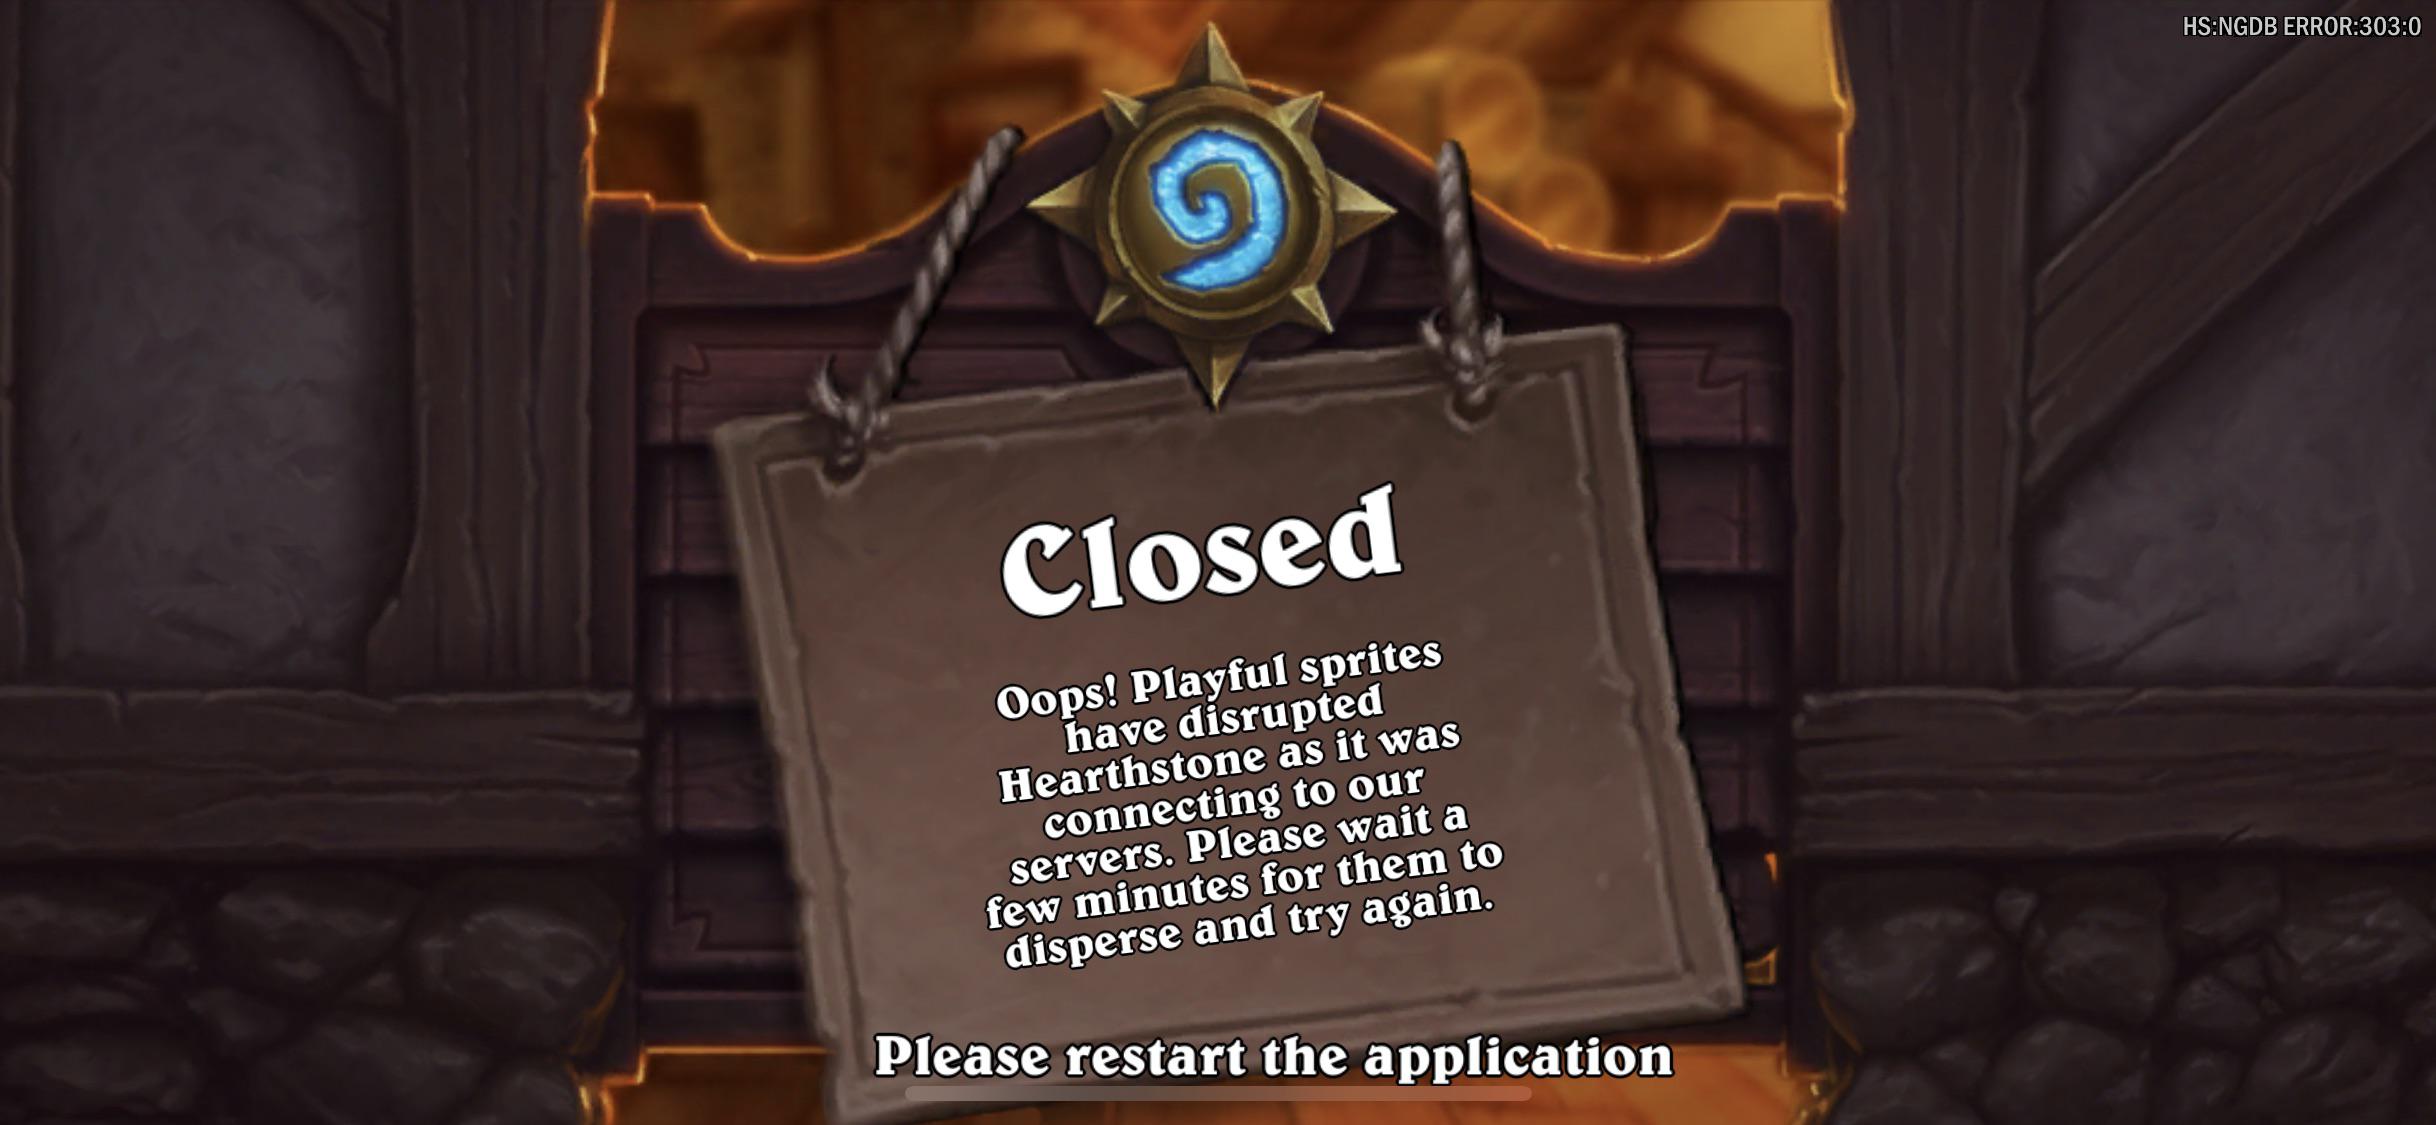 HS:NGDB ERROR:303:0
Closed
Oops! Playful sprites
have disrupted
Hearthstone as it was
connecting to our
servers. Please wait a
few minutes for them to
disperse and try again.
Please restart the application